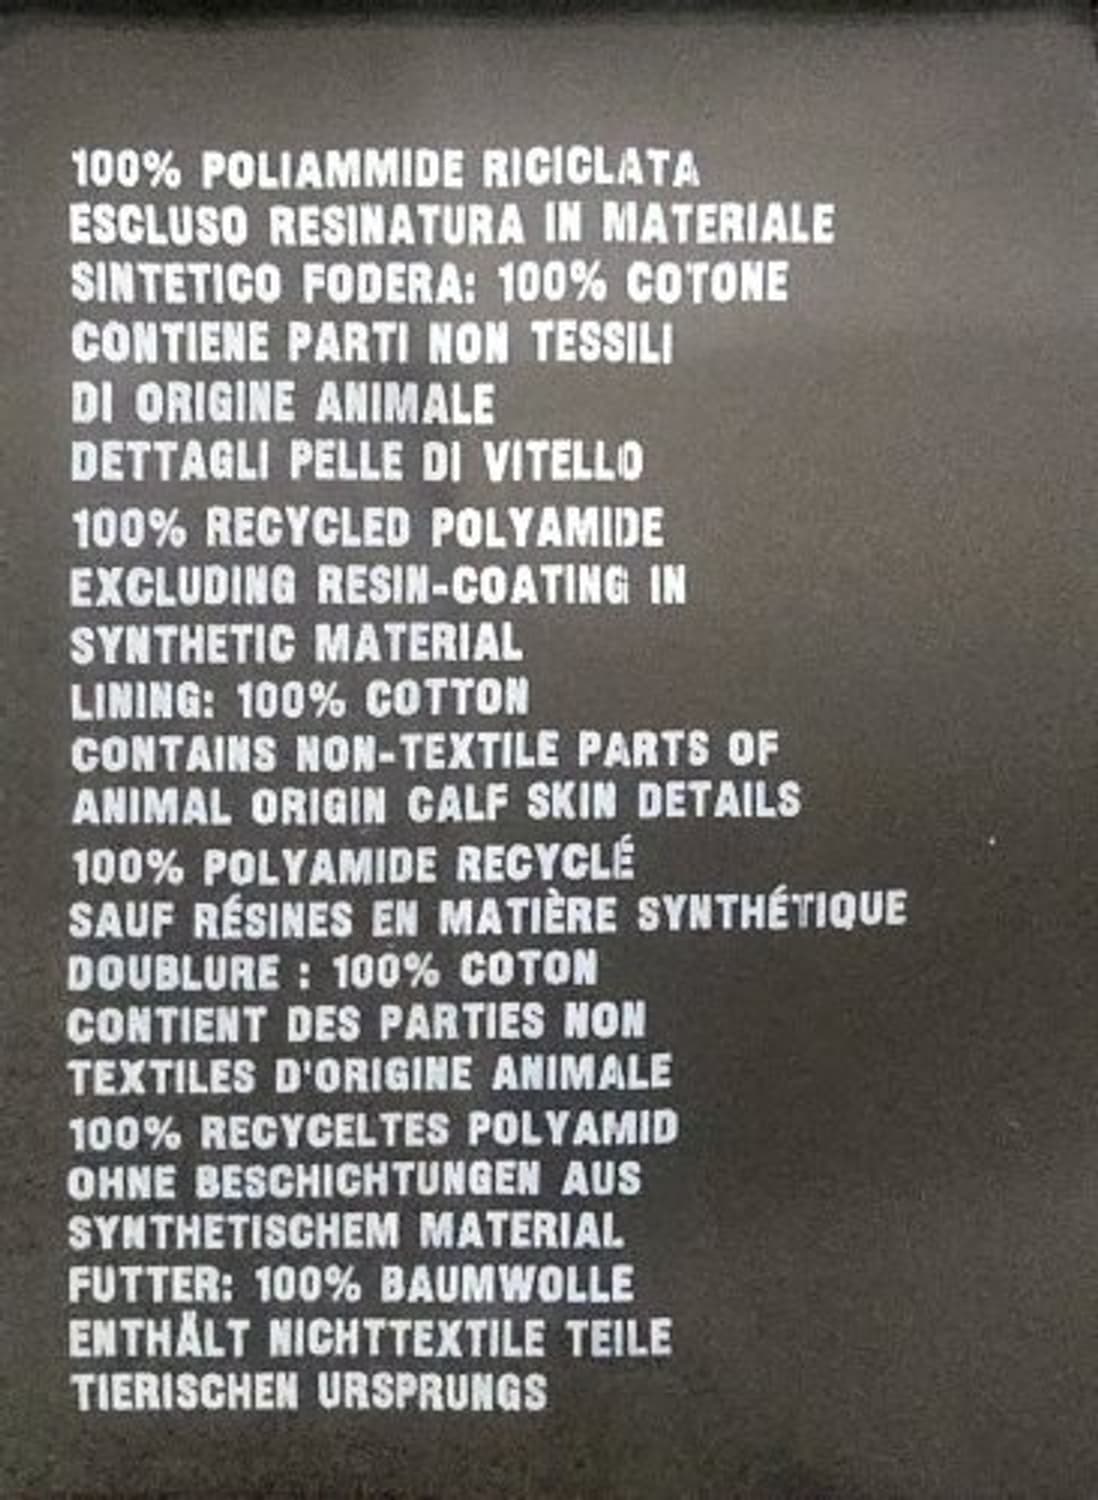 100% POLIAMMIDE RICICLATA
ESCLUSO RESINATURA IN MATERIALE
SINTETICO FODERA: 100% COTONE
CONTIENE PARTI NON TESSILI
DI ORIGINE ANIMALE
DETTAGLI PELLE DI VITELLO
100% RECYCLED POLYAMIDE
EXCLUDING RESIN-COATING IN
SYNTHETIC MATERIAL
LINING: 100% COTTON
CONTAINS NON-TEXTILE PARTS OF
ANIMAL ORIGIN CALF SKIN DETAILS
100% POLYAMIDE RECYCLÉ
SAUF RÉSINES EN MATIÈRE SYNTHÉTIQUE
DOUBLURE : 100% COTON
CONTIENT DES PARTIES NON
TEXTILES D'ORIGINE ANIMALE
100% RECYCELTES POLYAMID
OHNE BESCHICHTUNGEN AUS
SYNTHETISCHEM MATERIAL
FUTTER: 100% BAUMWOLLE
ENTHÄLT NICHTTEXTILE TEILE
TIERISCHEN URSPRUNGS